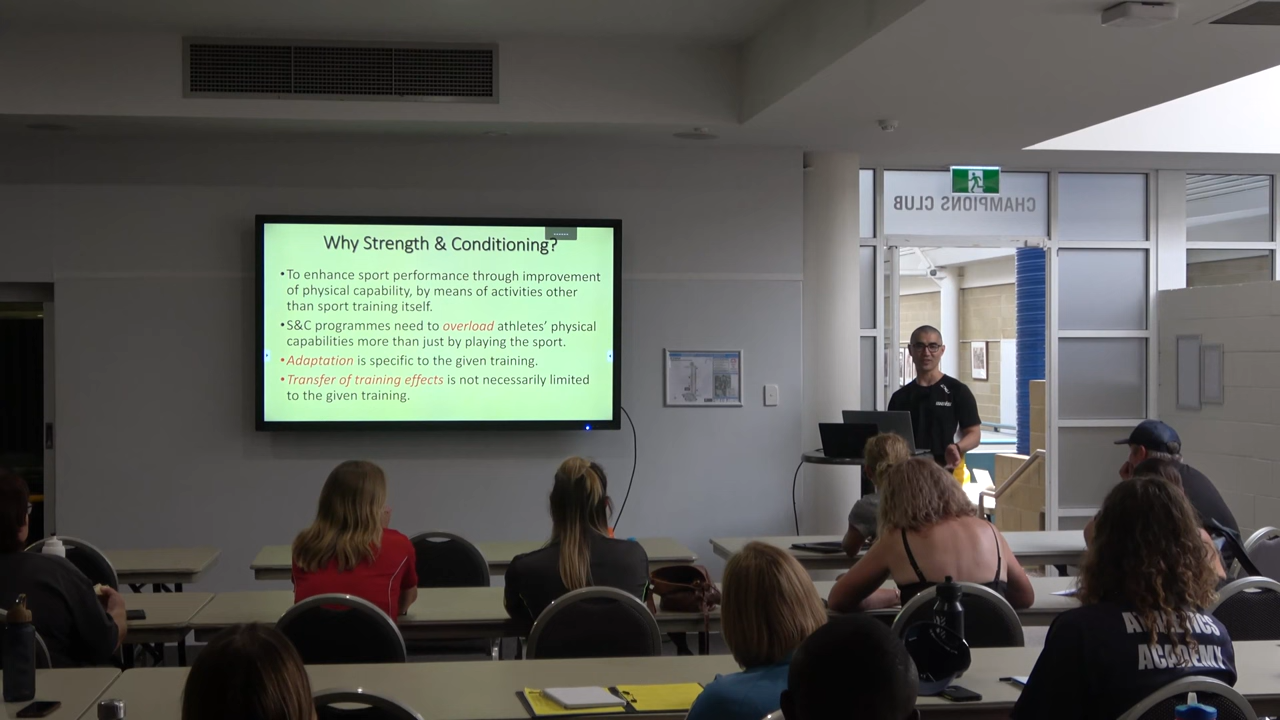 CHAMPIONS CLUB
Why Strength & Conditioning?
•To enhance sport performance through improvement
of physical capability, by means of activities other
than sport training itself.
•S&C programmes need to overload athletes' physical
capabilities more than just by playing the sport.
•Adaptation is specific to the given training.
•Transfer of training effects is not necessarily limited
to the given training.
ATHLETICS
ACADEMY